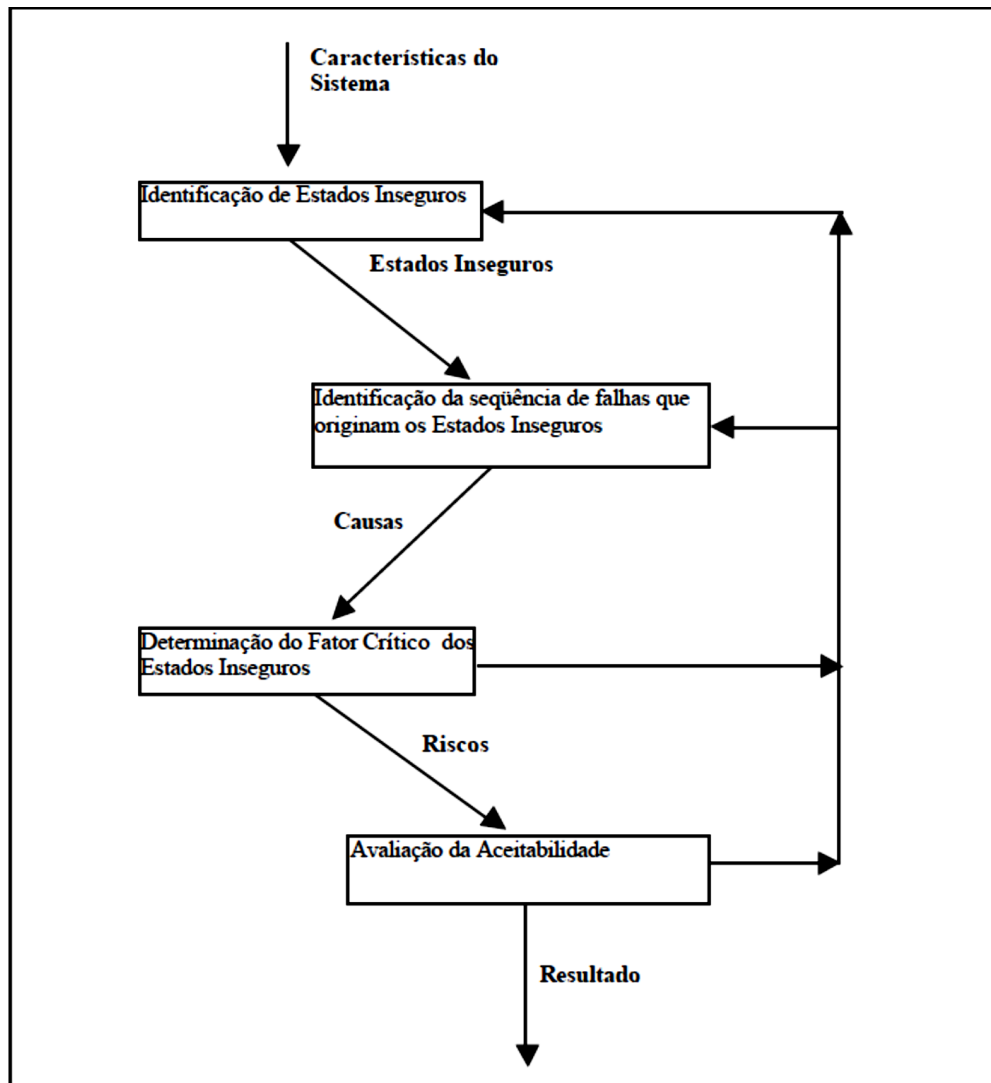 Características do
Sistema
Identificação de Estados Inseguros
Estados Inseguros
Identificação da seqüência de falhas que
originam os Estados Inseguros
Causas
Determinação do Fator Crítico dos
Estados Inseguros
Riscos
Avaliação da Aceitabilidade
Resultado